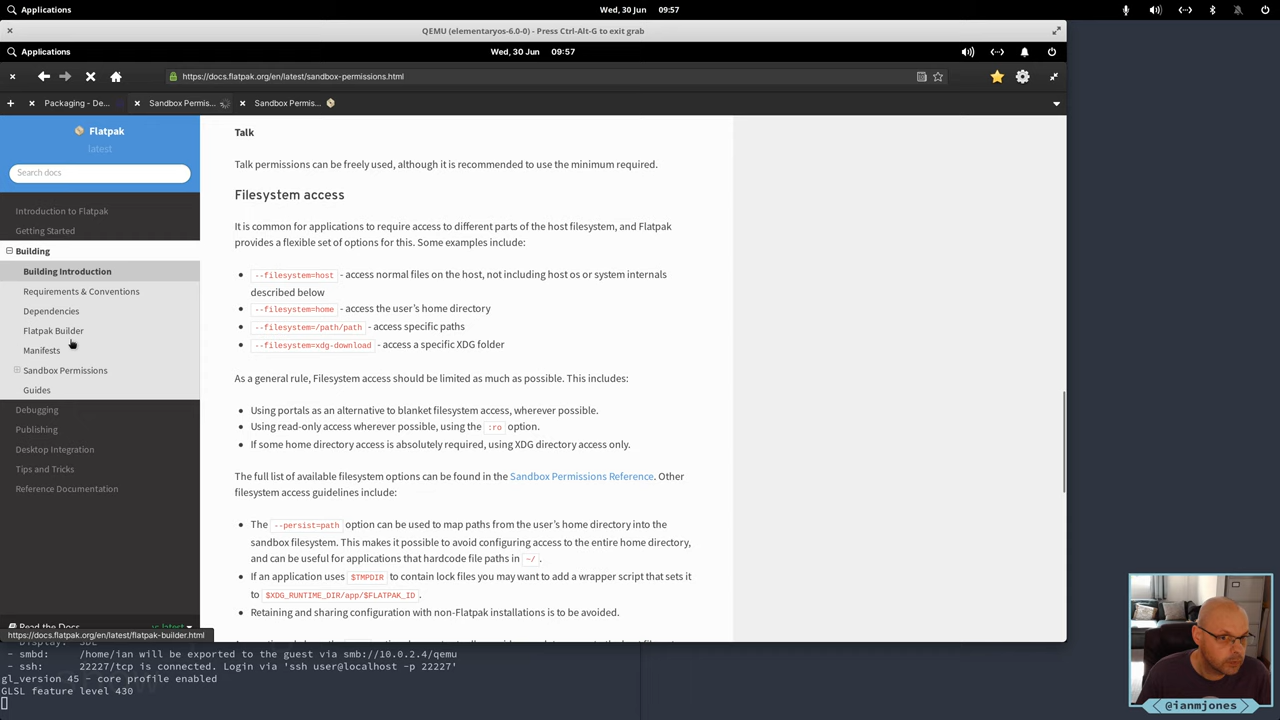 Applications
Wed, 30 Jun 09:57
QEMU (elementaryos-6.0-0) - Press Ctrl-Alt-G to exit grab
Applications
Wed, 30 Jun 09:57
https://docs.flatpak.org/en/latest/sandbox-permissions.html
Packaging - De...
Sandbox Permis...
Sandbox Permis...
Flatpak
latest
Search docs
Introduction to Flatpak
Getting Started
Building
Building Introduction
Requirements & Conventions
Dependencies
Flatpak Builder
Manifests
Sandbox Permissions
Guides
Debugging
Publishing
Desktop Integration
Tips and Tricks
Reference Documentation
Read the Docs
v: latest
https://docs.flatpak.org/en/latest/flatpak-builder.html
Talk
Talk permissions can be freely used, although it is recommended to use the minimum required.
Filesystem access
It is common for applications to require access to different parts of the host filesystem, and Flatpak
provides a flexible set of options for this. Some examples include:
--filesystem=host - access normal files on the host, not including host os or system internals
described below
--filesystem=home - access the user's home directory
--filesystem=/path/path - access specific paths
--filesystem=xdg-download - access a specific XDG folder
As a general rule, Filesystem access should be limited as much as possible. This includes:
Using portals as an alternative to blanket filesystem access, wherever possible.
Using read-only access wherever possible, using the :ro option.
If some home directory access is absolutely required, using XDG directory access only.
The full list of available filesystem options can be found in the Sandbox Permissions Reference. Other
filesystem access guidelines include:
The --persist=path option can be used to map paths from the user's home directory into the
sandbox filesystem. This makes it possible to avoid configuring access to the entire home directory,
and can be useful for applications that hardcode file paths in ~/ .
If an application uses $TMPDIR to contain lock files you may want to add a wrapper script that sets it
to $XDG_RUNTIME_DIR/app/$FLATPAK_ID .
Retaining and sharing configuration with non-Flatpak installations is to be avoided.
- smbd: /home/ian will be exported to the guest via smb://10.0.2.4/qemu
- ssh: 22227/tcp is connected. Login via 'ssh user@localhost -p 22227'
gl_version 45 - core profile enabled
GLSL feature level 430
@ianmjones